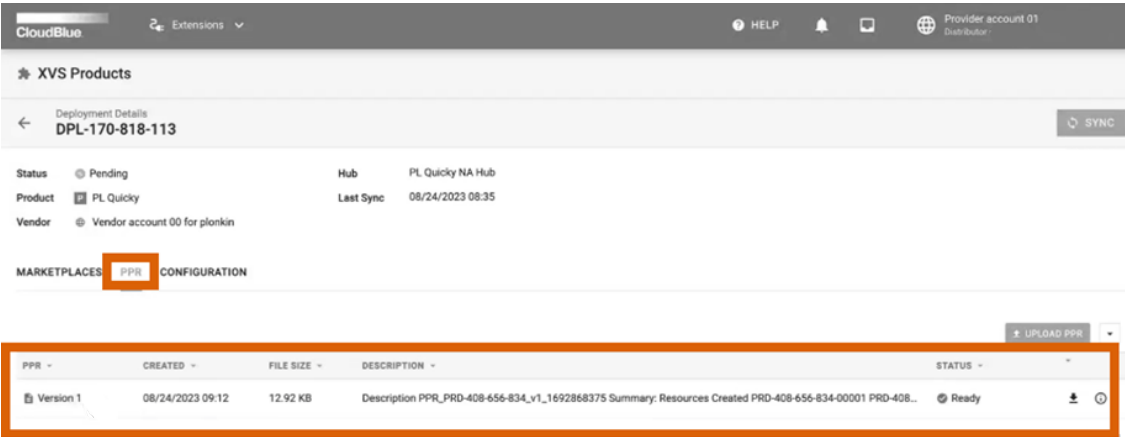 CloudBlue.
Extensions
HELP
Provider account 01
Distributor
XVS Products
Deployment Details
DPL-170-818-113
SYNC
Status Pending
Hub PL Quicky NA Hub
Product P PL Quicky
Last Sync 08/24/2023 08:35
Vendor Vendor account 00 for plonkin
MARKETPLACES PPR CONFIGURATION
UPLOAD PPR
PPR CREATED FILE SIZE DESCRIPTION STATUS
Version 1 08/24/2023 09:12 12.92 KB Description PPR_PRD-408-656-834_v1_1692868375 Summary: Resources Created PRD-408-656-834-00001 PRD-408... Ready